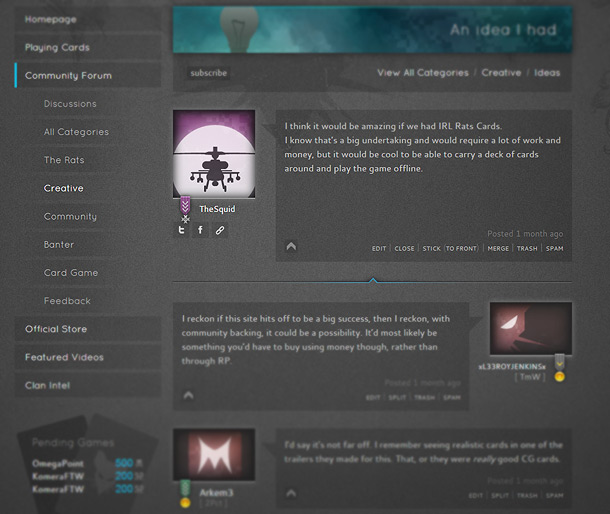 Homepage
Playing Cards
Community Forum
Discussions
All Categories
The Rats
Creative
Community
Banter
Card Game
Feedback
Official Store
Featured Videos
Clan Intel
Pending Games
OmegaPoint 500
KomeraFTW 200
KomeraFTW 200
An idea I had
subscribe
View All Categories / Creative / Ideas
I think it would be amazing if we had IRL Rats Cards.
I know that's a big undertaking and would require a lot of work and
money, but it would be cool to be able to carry a deck of cards
around and play the game offline.
TheSquid
Posted 1 month ago
EDIT | CLOSE | STICK (TO FRONT) | MERGE | TRASH | SPAM
I reckon if this site hits off to be a big success, then I reckon, with
community backing, it could be a possibility. It'd most likely be
something you'd have to buy using money though, rather than
through RP.
Posted 1 month ago
EDIT | SPLIT | TRASH | SPAM
xL33ROYJENKINSx
[ TmW ]
I'd say it's not far off. I remember seeing realistic cards in one of the
trailers they made for this. That, or they were really good CG cards.
Arkem3
Posted 1 month ago
EDIT | SPLIT | TRASH | SPAM